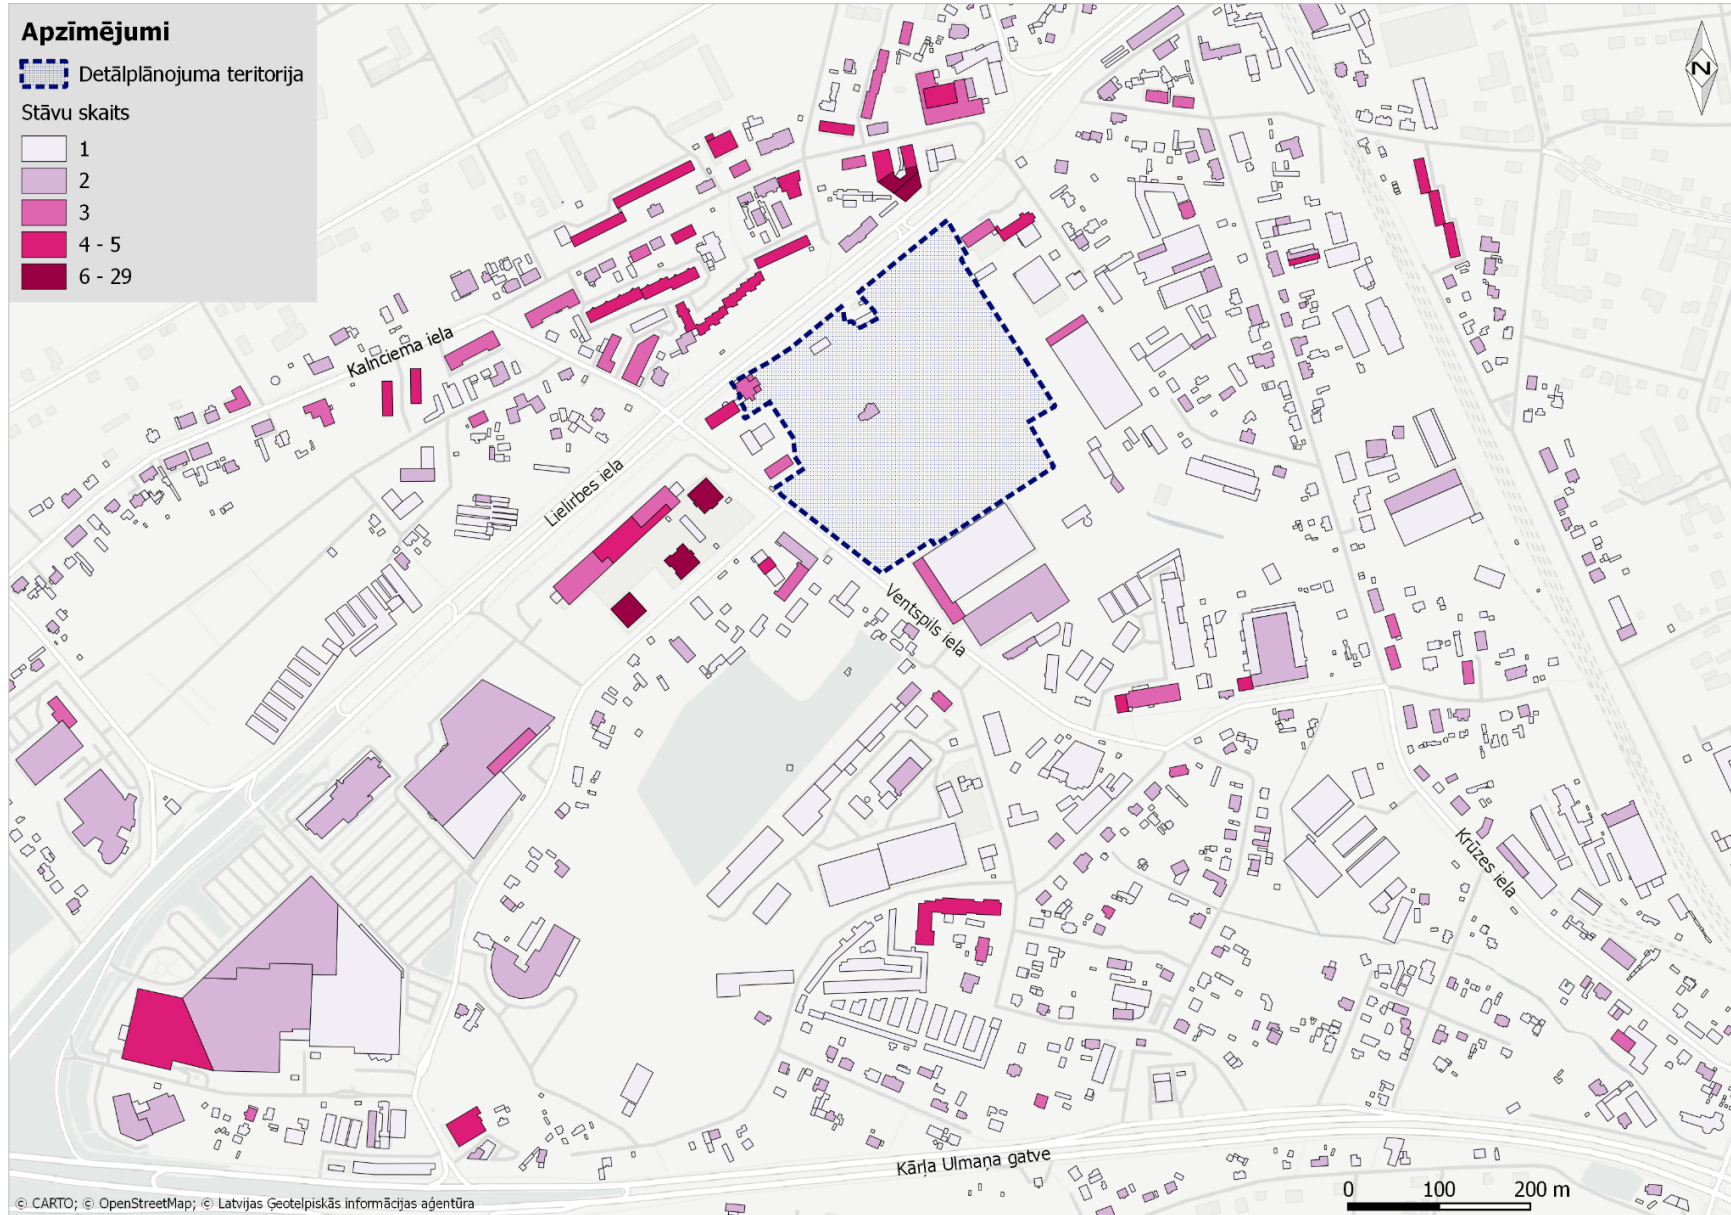 Apzīmējumi
Detālplānojuma teritorija
Stāvu skaits
1
2
3
4 - 5
6 - 29
N
Kalnciema iela
Lielirbes iela
Ventspils iela
Krūzes iela
Kārļa Ulmaņa gatve
0 100 200 m
© CARTO; © OpenStreetMap; © Latvijas Ģeotelpiskās informācijas aģentūra